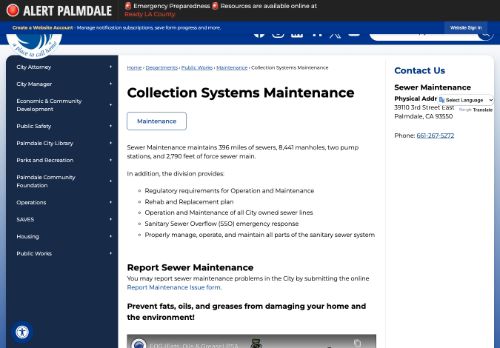 ALERT PALMDALE
🚨 Emergency Preparedness 🚨 Resources are available online at
Ready LA County.
Create a Website Account - Manage notification subscriptions, save form progress and more.
Website Sign In
a place to call home
City Attorney +
City Manager +
Economic & Community
Development +
Public Safety +
Palmdale City Library +
Parks and Recreation +
Palmdale Community
Foundation +
Operations +
SAVES +
Housing +
Public Works +
Home › Departments › Public Works › Maintenance › Collection Systems Maintenance
Collection Systems Maintenance
Maintenance
Sewer Maintenance maintains 396 miles of sewers, 8,441 manholes, two pump
stations, and 2,790 feet of force sewer main.
In addition, the division provides:
Regulatory requirements for Operation and Maintenance
Rehab and Replacement plan
Operation and Maintenance of all City owned sewer lines
Sanitary Sewer Overflow (SSO) emergency response
Properly manage, operate, and maintain all parts of the sanitary sewer system
Report Sewer Maintenance
You may report sewer maintenance problems in the City by submitting the online
Report Maintenance Issue form.
Prevent fats, oils, and greases from damaging your home and
the environment!
FOG (Fats, Oils & Grease) PSA
Contact Us
Sewer Maintenance
Physical Addr
Select Language
39110 3rd Street East
Google Translate
Palmdale, CA 93550
Phone: 661-267-5272